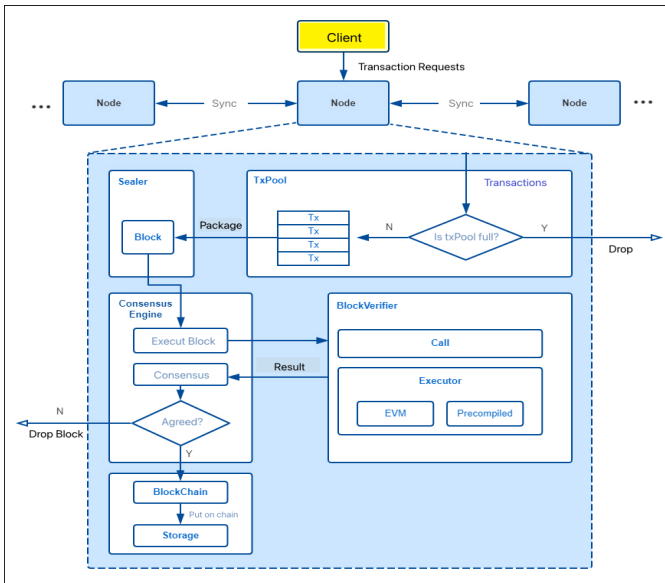 Client
Transaction Requests
... Node Sync Node Sync Node ...
Sealer
TxPool
Transactions
Block
Package
Tx
Tx
Tx
Tx
N
Is txPool full?
Y
Drop
Consensus
Engine
Execut Block
Consensus
Agreed?
N
Drop Block
Y
Result
BlockVerifier
Call
Executor
EVM
Precompiled
BlockChain
Put on chain
Storage